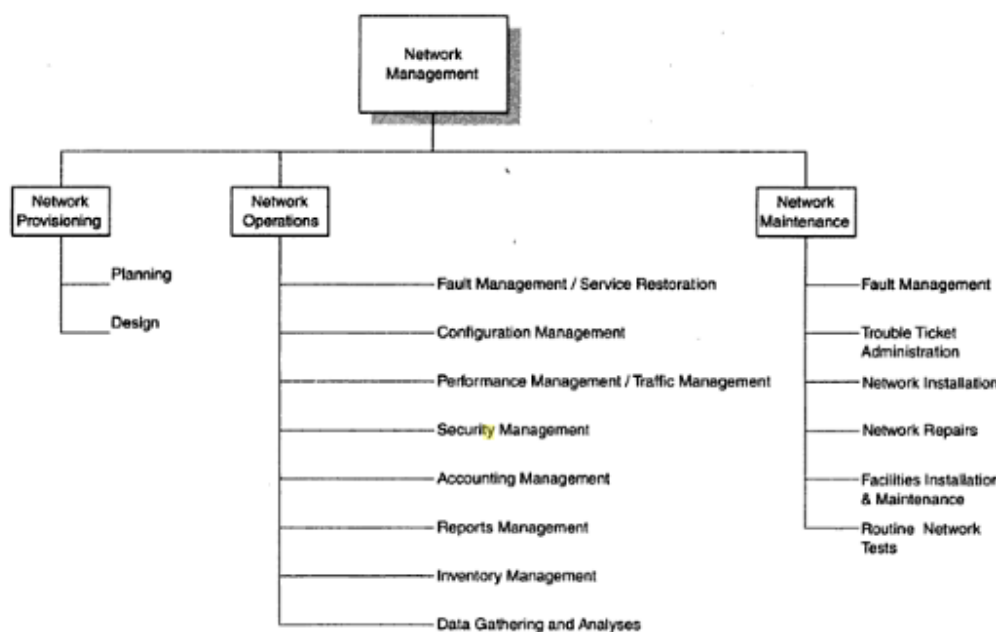 Network
Management
Network
Provisioning
Planning
Design
Network
Operations
Fault Management / Service Restoration
Configuration Management
Performance Management / Traffic Management
Security Management
Accounting Management
Reports Management
Inventory Management
Data Gathering and Analyses
Network
Maintenance
Fault Management
Trouble Ticket
Administration
Network Installation
Network Repairs
Facilities Installation
& Maintenance
Routine Network
Tests